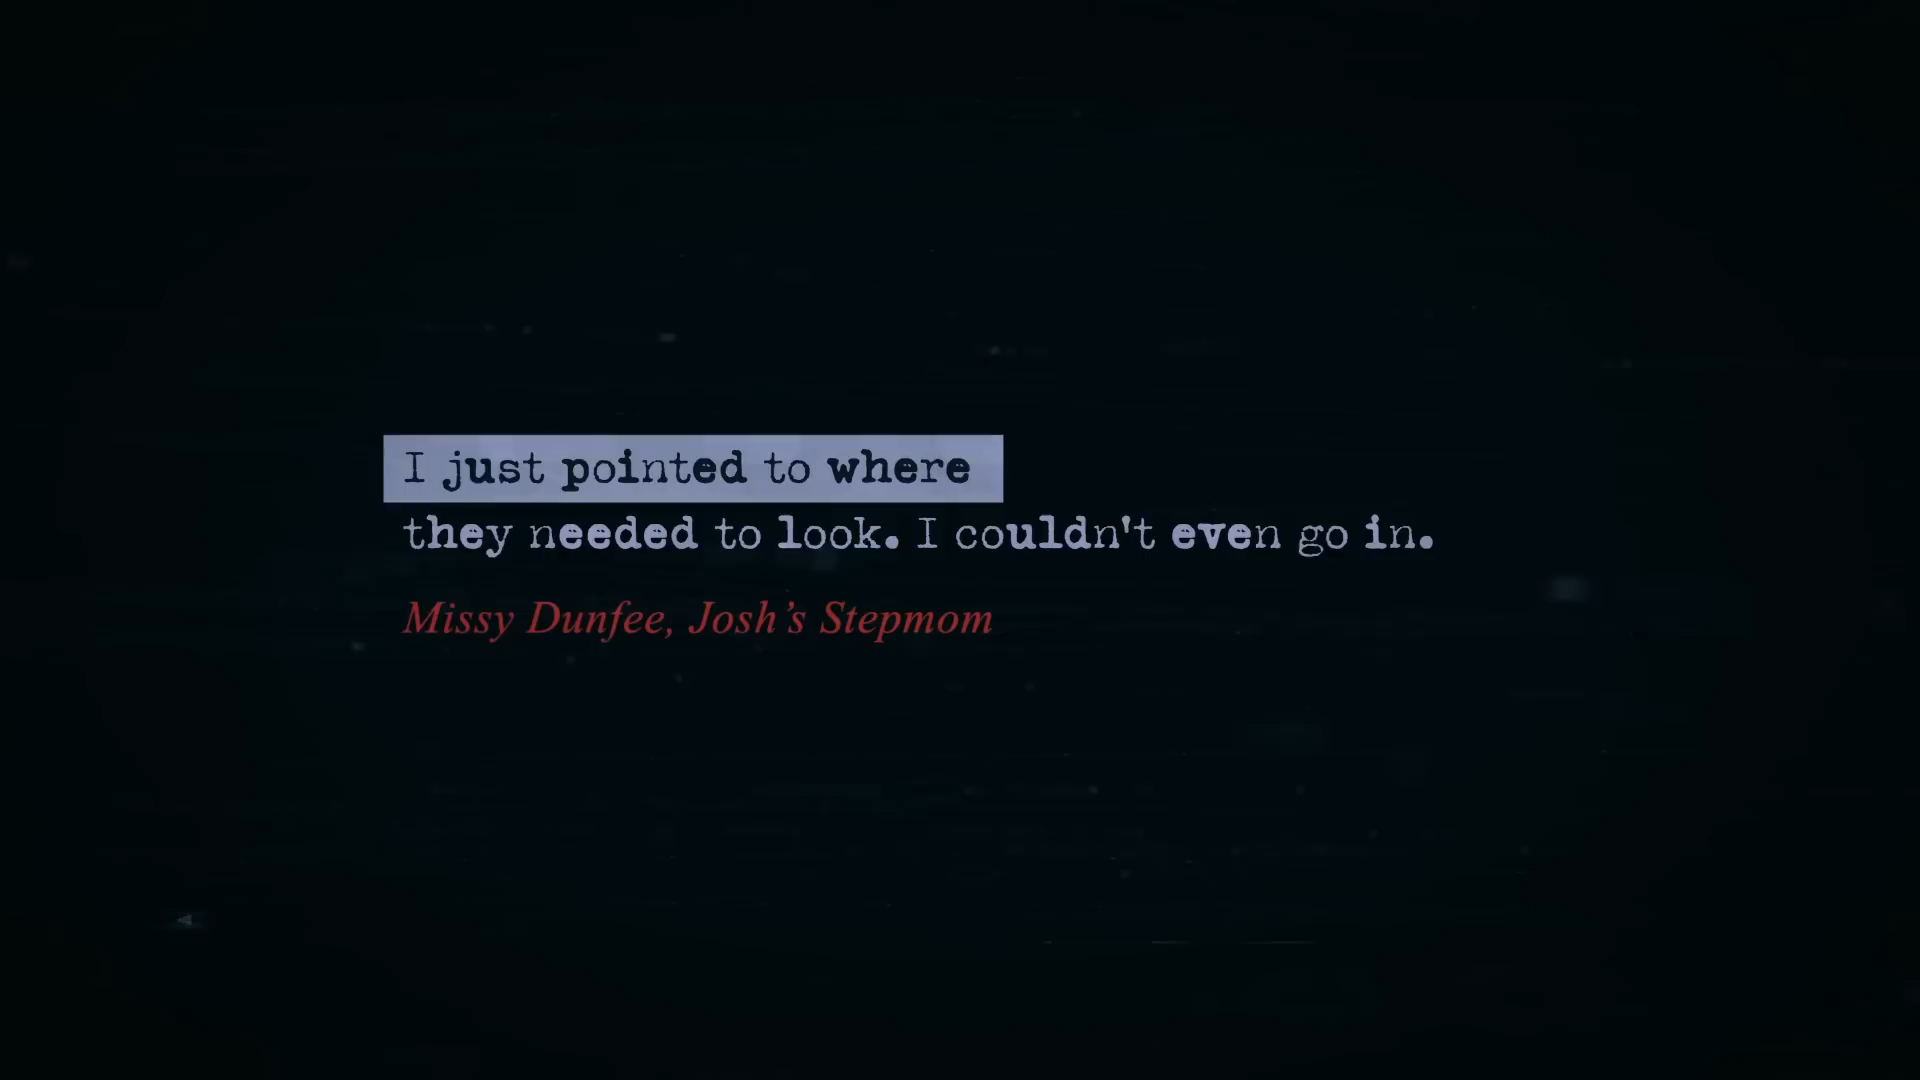 I just pointed to where
they needed to look. I couldn't even go in.
Missy Dunfee, Josh’s Stepmom